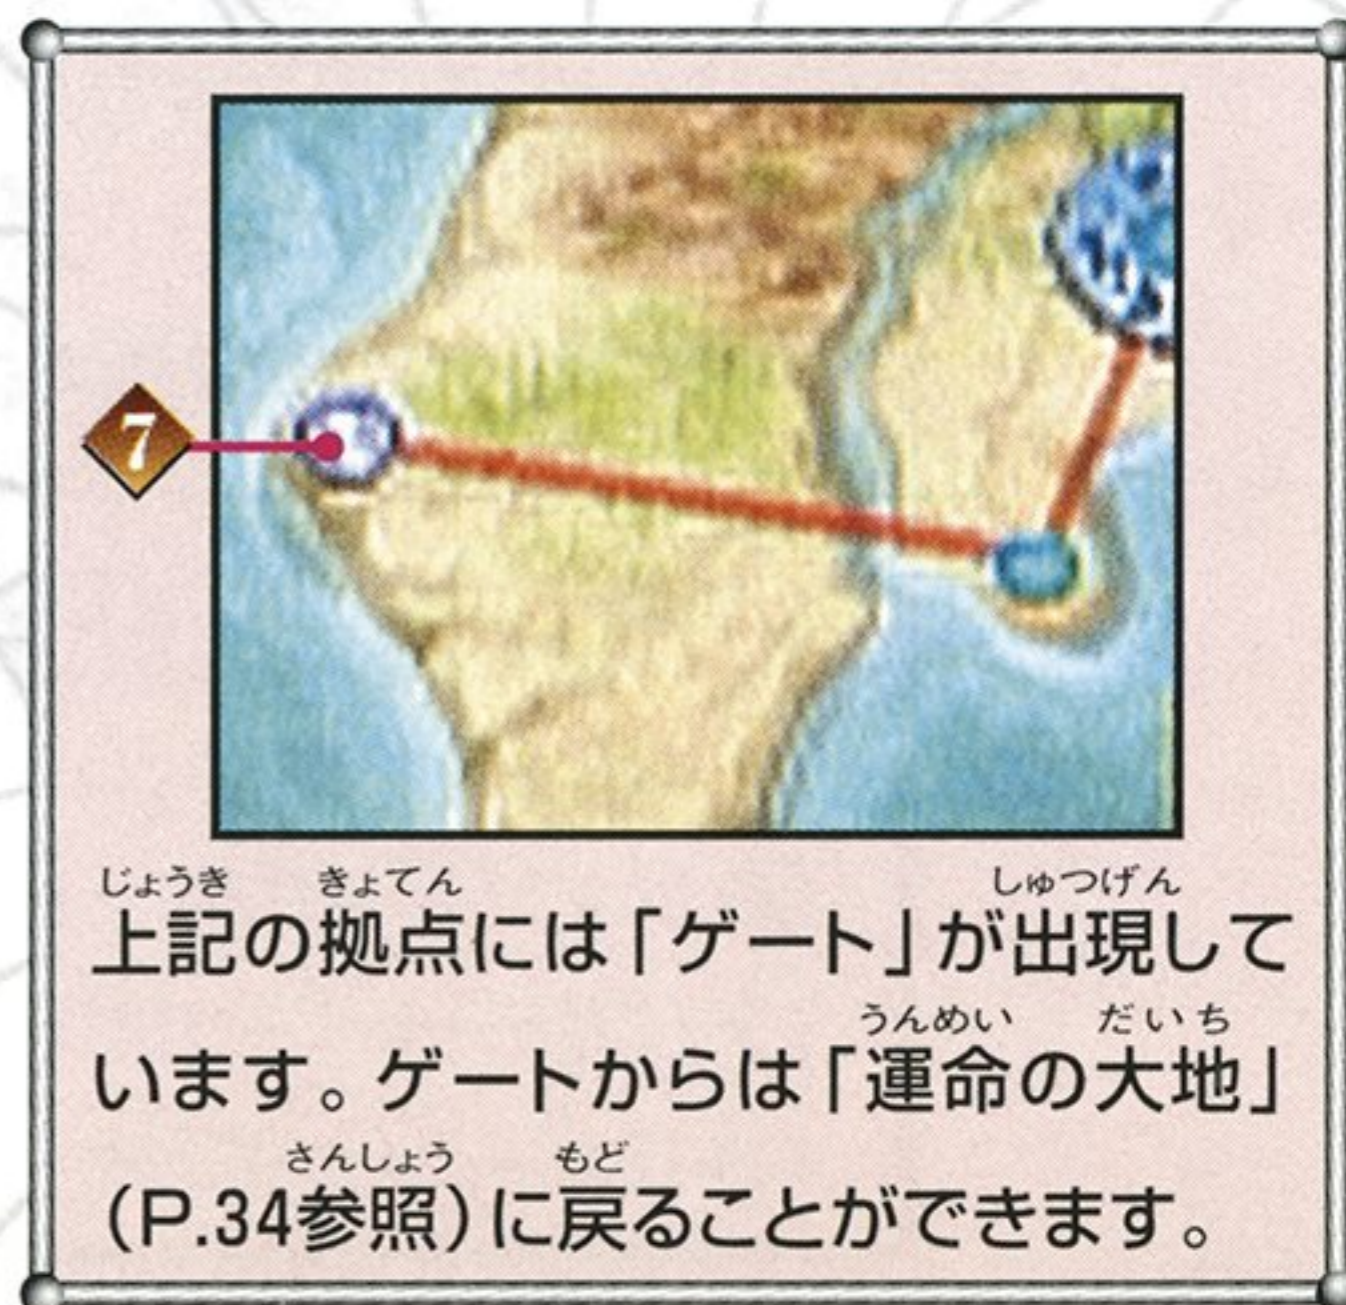 7
じょうき きょてん しゅつげん
上記の拠点には「ゲート」が出現して
うんめい だいち
います。ゲートからは「運命の大地」
さんしょう もど
（P.34参照）に戻ることができます。